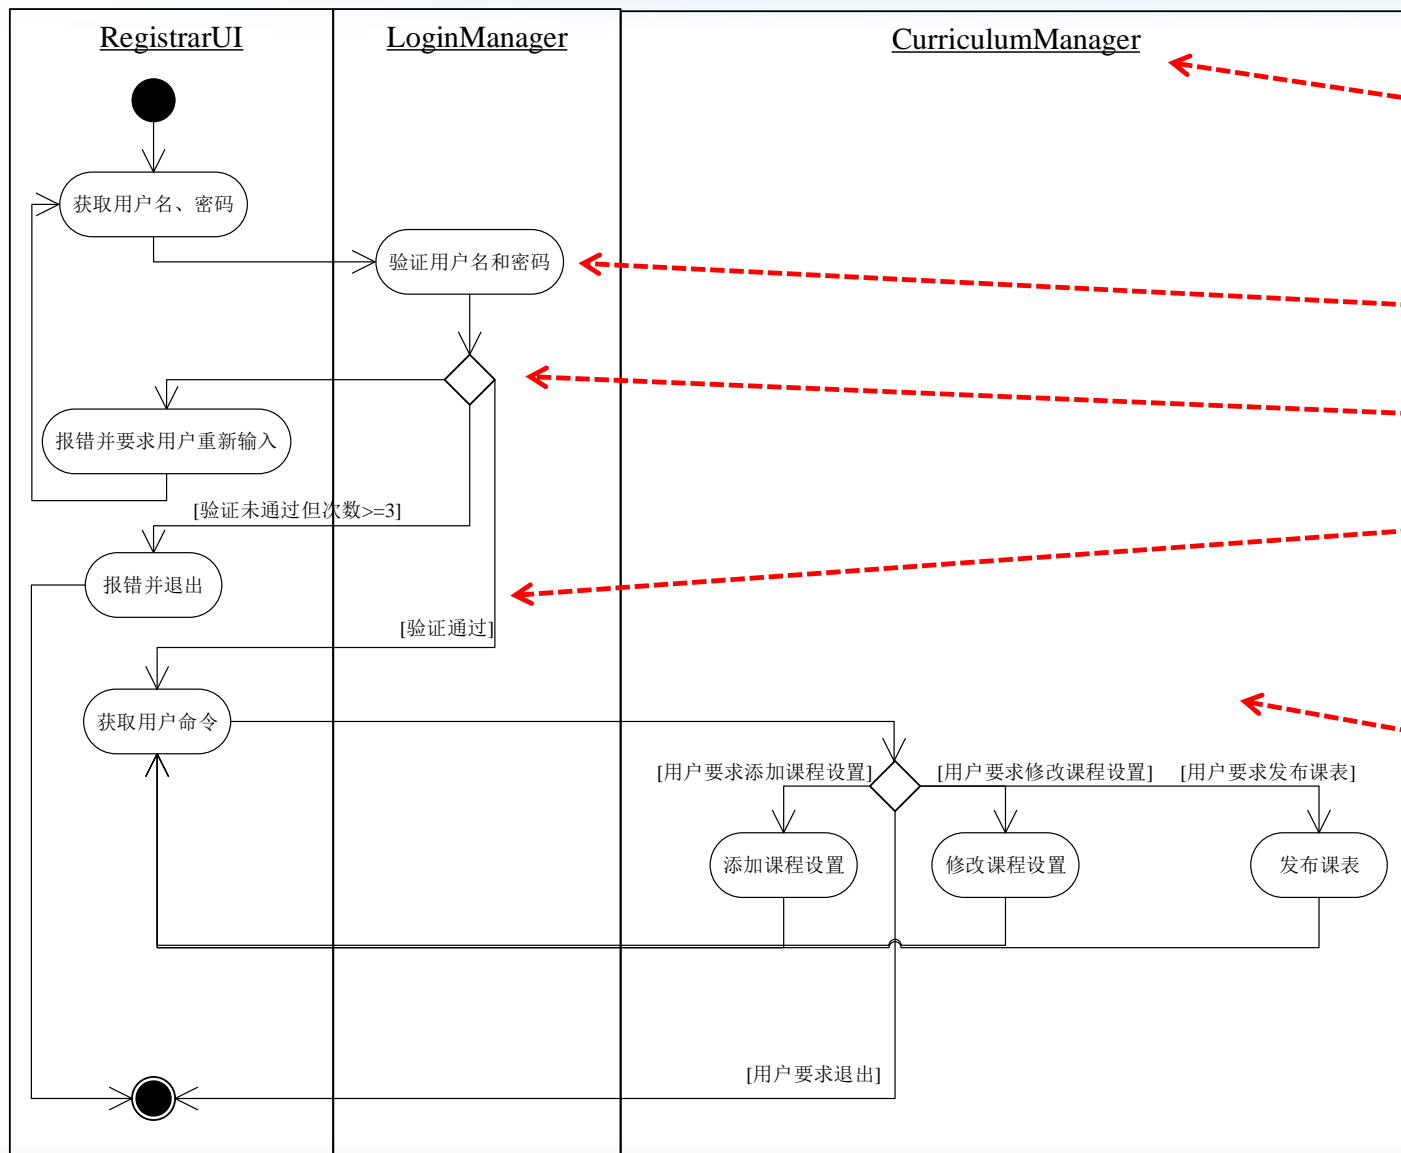 RegistrarUI
LoginManager
CurriculumManager
获取用户名、密码
验证用户名和密码
报错并要求用户重新输入
[验证未通过但次数>=3]
报错并退出
[验证通过]
获取用户命令
[用户要求添加课程设置]
[用户要求修改课程设置]
[用户要求发布课表]
添加课程设置
修改课程设置
发布课表
[用户要求退出]